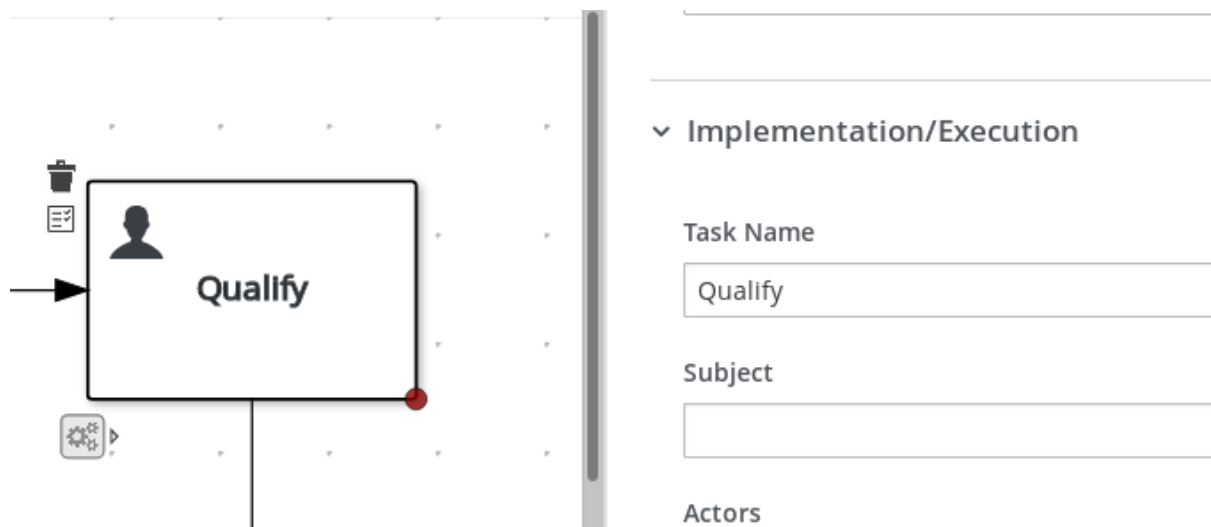 Qualify
Implementation/Execution
Task Name
Qualify
Subject
Actors